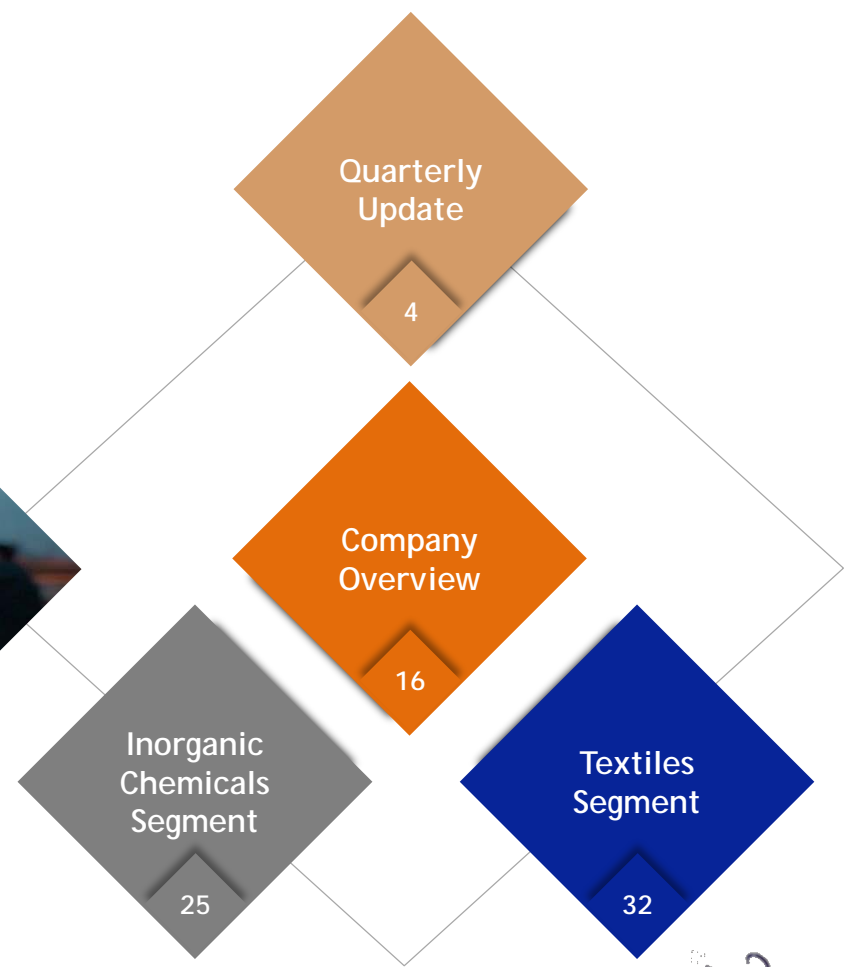 Quarterly
Update
4
Company
Overview
16
Inorganic
Chemicals
Segment
25
Textiles
Segment
32